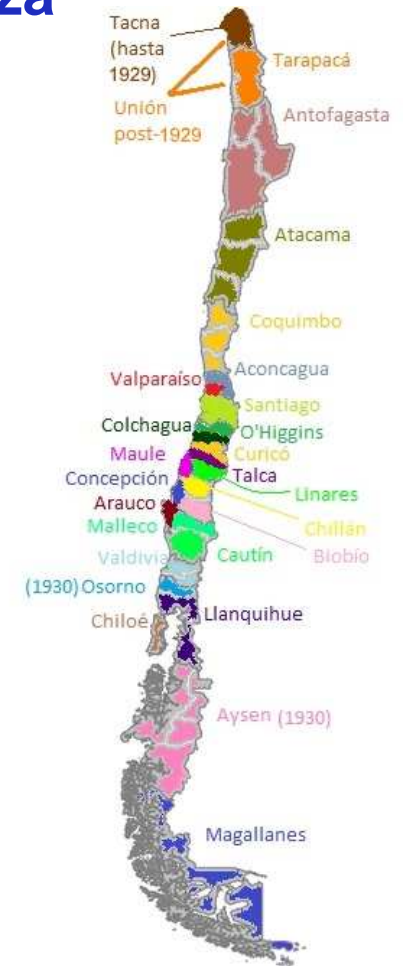 za
Tacna
(hasta
1929)
Tarapacá
Unión
post-1929
Antofagasta
Atacama
Coquimbo
Aconcagua
Valparaíso
Santiago
Colchagua
O'Higgins
Maule
Curicó
Concepción
Talca
Linares
Arauco
Chillán
Malleco
Biobío
Valdivia
Cautín
(1930) Osorno
Chiloé
Llanquihue
Aysen (1930)
Magallanes